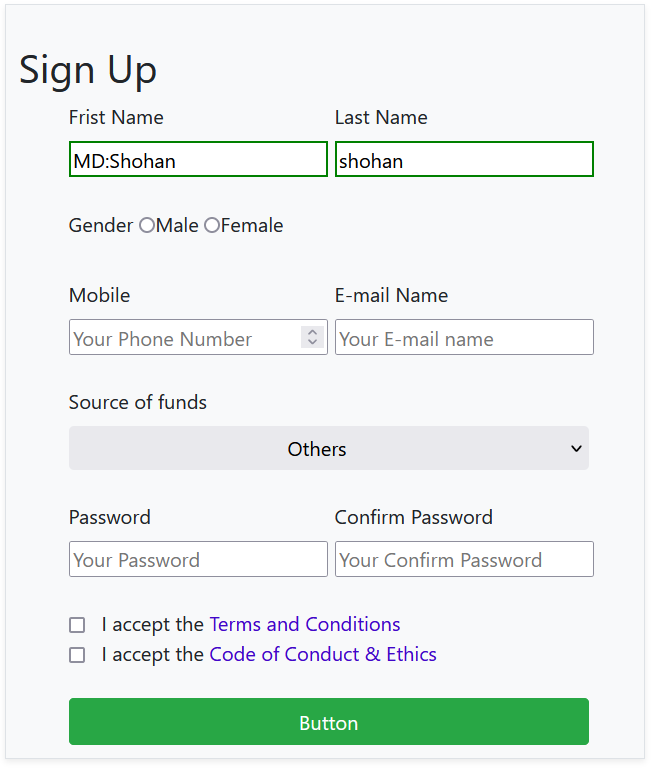 Sign Up
Frist Name Last Name
MD:Shohan shohan
Gender Male Female
Mobile E-mail Name
Your Phone Number Your E-mail name
Source of funds
Others
Password Confirm Password
Your Password Your Confirm Password
I accept the Terms and Conditions
I accept the Code of Conduct & Ethics
Button